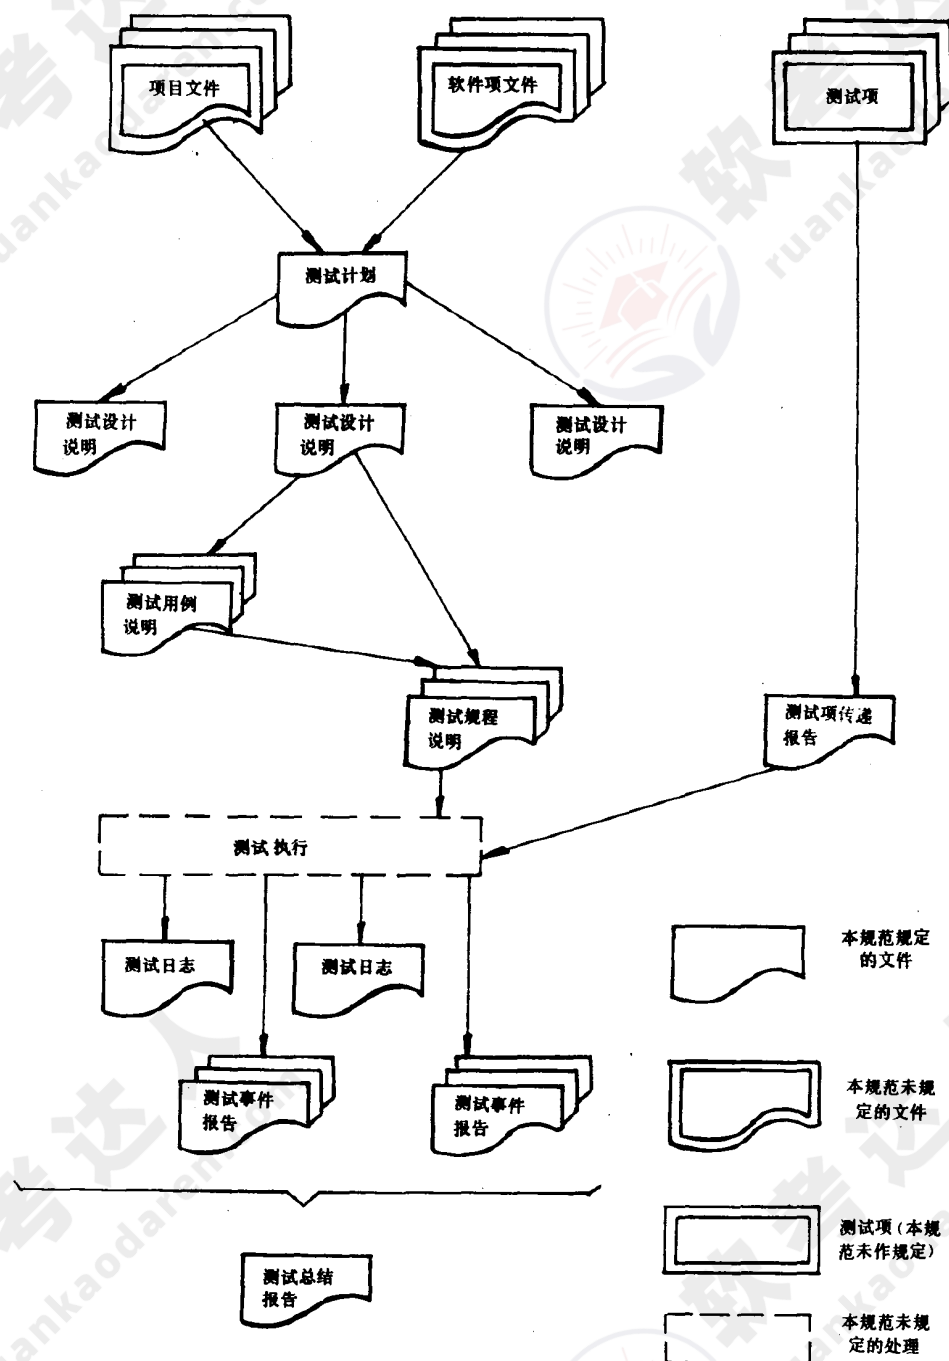 项目文件
软件项文件
测试项
测试计划
测试设计
说明
测试设计
说明
测试设计
说明
测试用例
说明
测试规程
说明
测试项传递
报告
测试执行
测试日志
测试日志
测试事件
报告
测试事件
报告
测试总结
报告
本规范规定
的文件
本规范未规
定的文件
测试项(本规
范未作规定)
本规范未规
定的处理
软考达人
ruankaodaren.com